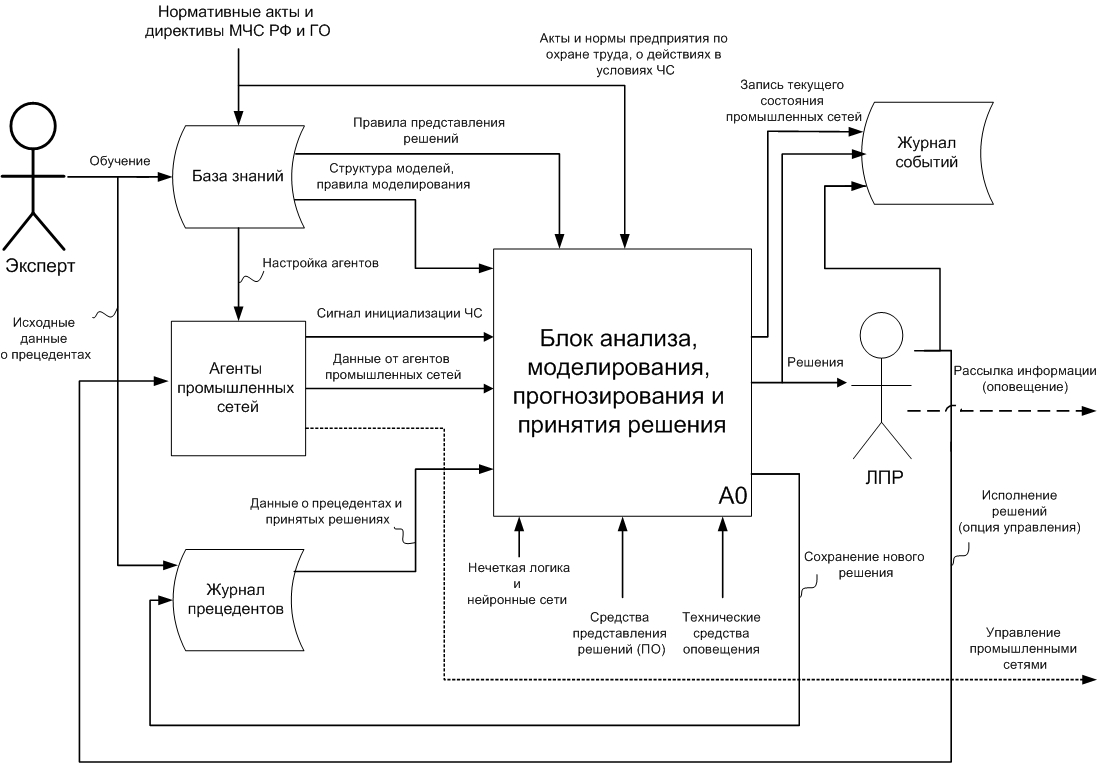 Нормативные акты и
директивы МЧС РФ и ГО
Акты и нормы предприятия по
охране труда, о действиях в
условиях ЧС
Запись текущего
состояния
промышленных сетей
Журнал
событий
Правила представления
решений
Обучение
База знаний
Структура моделей,
правила моделирования
Эксперт
Настройка агентов
Исходные
данные
о прецедентах
Сигнал инициализации ЧС
Агенты
промышленных
сетей
Данные от агентов
промышленных сетей
Блок анализа,
моделирования,
прогнозирования и
принятия решения
А0
Решения
ЛПР
Рассылка информации
(оповещение)
Данные о прецедентах и
принятых решениях
Исполнение
решений
(опция управления)
Журнал
прецедентов
Нечеткая логика
и
нейронные сети
Средства
представления
решений (ПО)
Технические
средства
оповещения
Сохранение нового
решения
Управление
промышленными
сетями